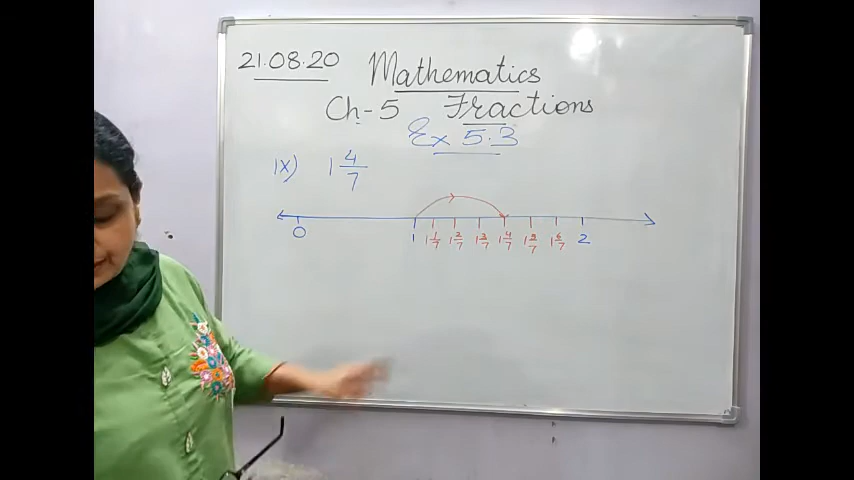 21.08.20
Mathematics
Ch-5 Fractions
Ex 5.3
ix) 1 4/7
0 1 1 1/7 1 2/7 1 3/7 1 4/7 1 5/7 1 6/7 2